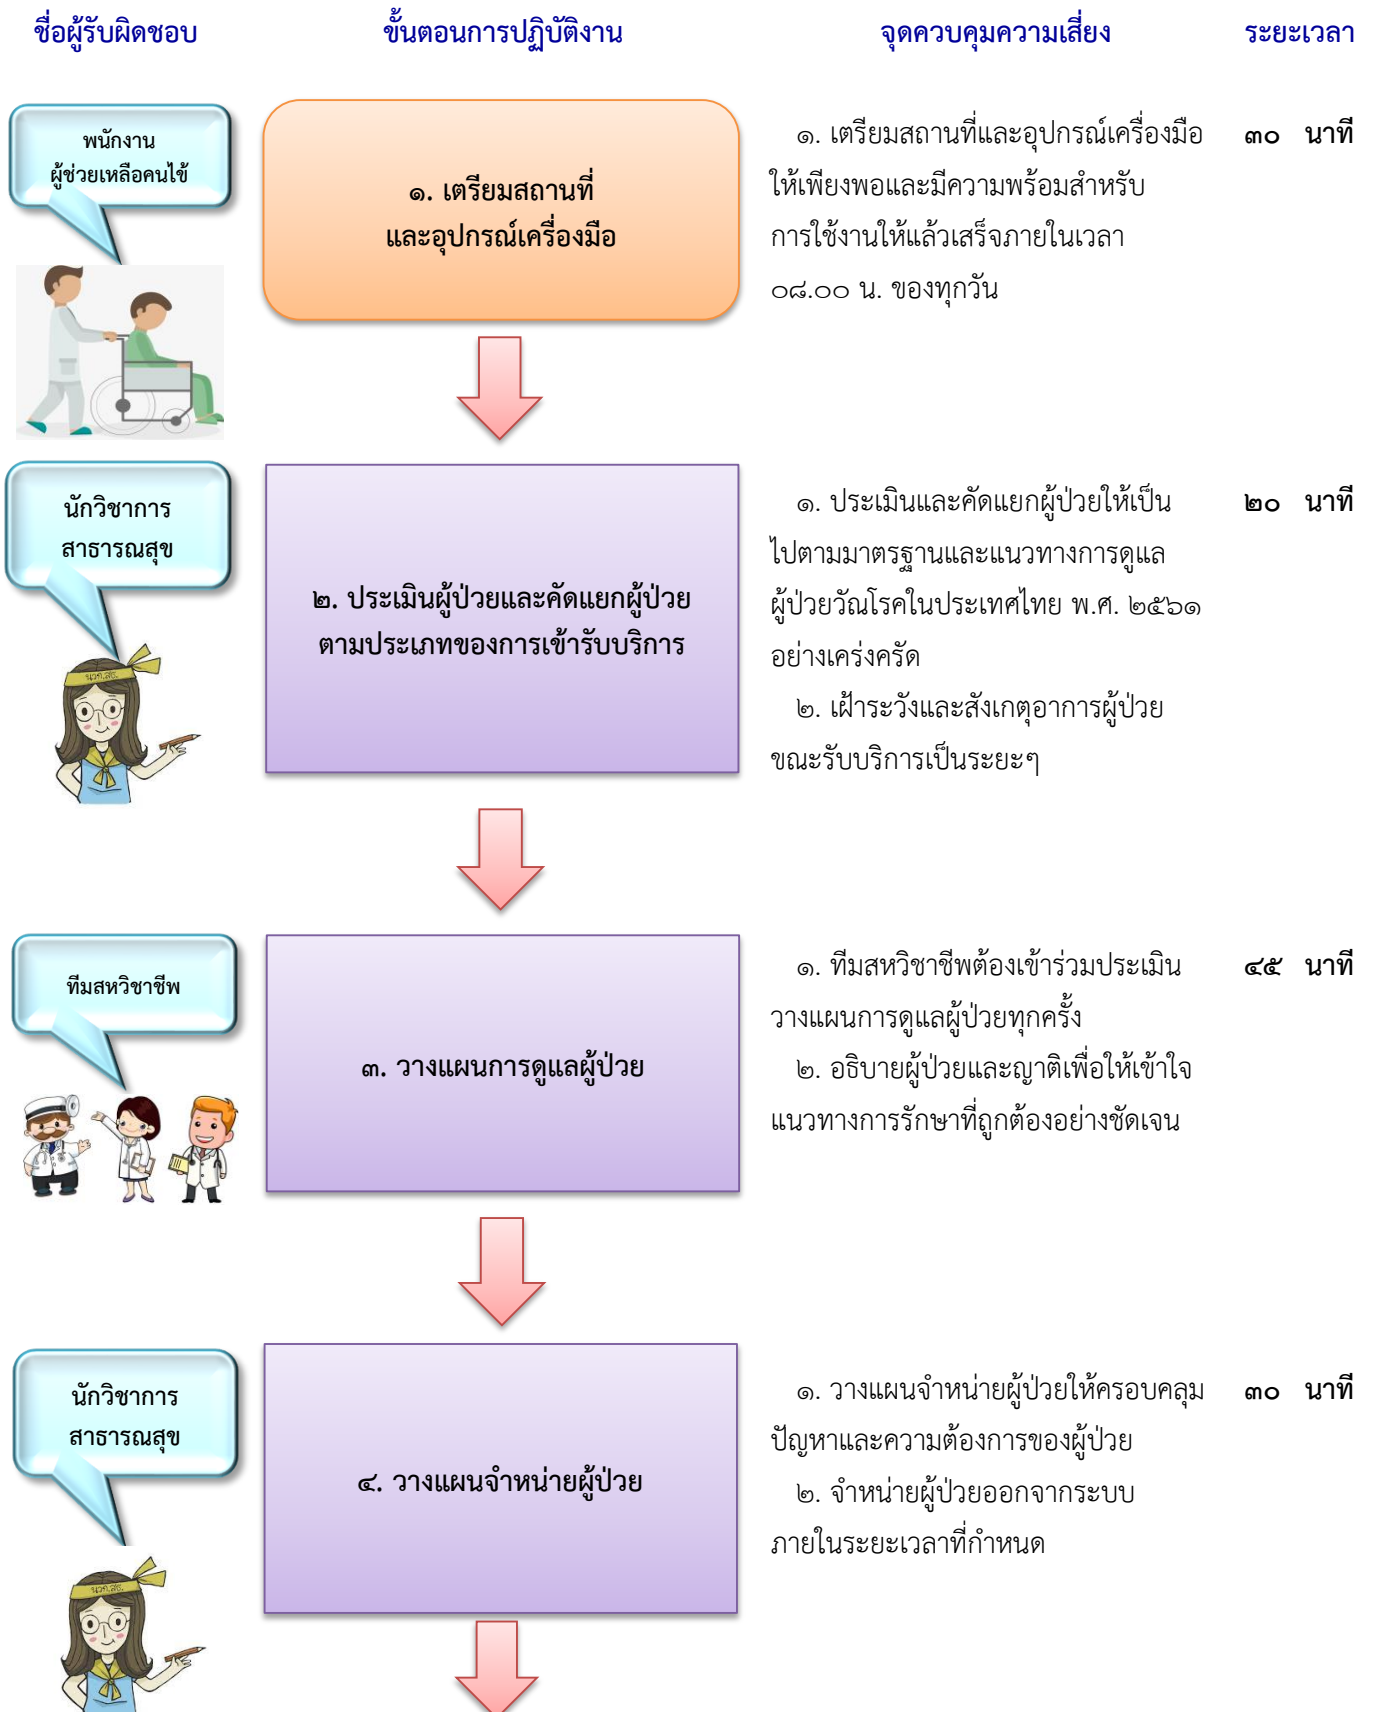 ชื่อผู้รับผิดชอบ ขั้นตอนการปฏิบัติงาน จุดควบคุมความเสี่ยง ระยะเวลา
พนักงาน
ผู้ช่วยเหลือคนไข้
๑. เตรียมสถานที่
และอุปกรณ์เครื่องมือ
๑. เตรียมสถานที่และอุปกรณ์เครื่องมือ
ให้เพียงพอและมีความพร้อมสำหรับ
การใช้งานให้แล้วเสร็จภายในเวลา
๐๘.๐๐ น. ของทุกวัน
๓๐ นาที
นักวิชาการ
สาธารณสุข
นวก.สธ.
๒. ประเมินผู้ป่วยและคัดแยกผู้ป่วย
ตามประเภทของการเข้ารับบริการ
๑. ประเมินและคัดแยกผู้ป่วยให้เป็น
ไปตามมาตรฐานและแนวทางการดูแล
ผู้ป่วยวัณโรคในประเทศไทย พ.ศ. ๒๕๖๑
อย่างเคร่งครัด
๒. เฝ้าระวังและสังเกตุอาการผู้ป่วย
ขณะรับบริการเป็นระยะๆ
๒๐ นาที
ทีมสหวิชาชีพ
๓. วางแผนการดูแลผู้ป่วย
๑. ทีมสหวิชาชีพต้องเข้าร่วมประเมิน
วางแผนการดูแลผู้ป่วยทุกครั้ง
๒. อธิบายผู้ป่วยและญาติเพื่อให้เข้าใจ
แนวทางการรักษาที่ถูกต้องอย่างชัดเจน
๔๕ นาที
นักวิชาการ
สาธารณสุข
นวก.สธ.
๔. วางแผนจำหน่ายผู้ป่วย
๑. วางแผนจำหน่ายผู้ป่วยให้ครอบคลุม
ปัญหาและความต้องการของผู้ป่วย
๒. จำหน่ายผู้ป่วยออกจากระบบ
ภายในระยะเวลาที่กำหนด
๓๐ นาที